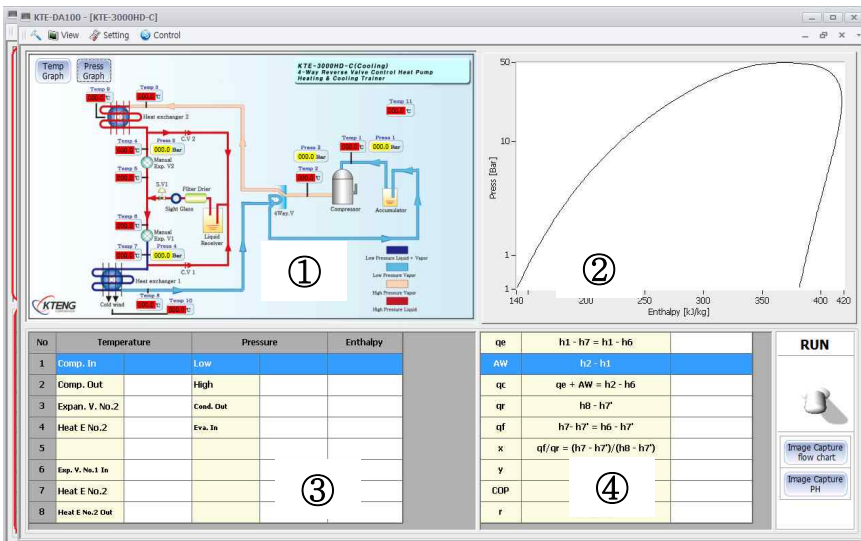 KTE-DA100 - [KTE-3000HD-C]
View Setting Control
Temp Graph
Press Graph
KTE-3000HD-C(Cooling)
4-Way Reverse Valve Control Heat Pump
Heating & Cooling Trainer
Temp 9
Heat exchanger 2
Temp 11
C.V 2
Temp 4
000.0 Bar
Manual
Exp. V2
Temp 5
S.V1
Fiber Drier
Sight Glass
Liquid
Receiver
Temp 6
Manual
Exp. V1
Temp 7
Press 4
000.0 Bar
C.V 1
Heat exchanger 1
Cold wind
Temp 8
Temp 10
Press 2
000.0 Bar
Temp 1
Press 1
000.0 Bar
4Way.V
Compressor
Accumulator
①
Low Pressure Liquid + Vapor
Low Pressure Vapor
High Pressure Vapor
High Pressure Liquid
KTENG
50
10
1
1
Press [Bar]
②
140
200
250
300
350
400
420
Enthalpy [kJ/kg]
No Temperature Pressure Enthalpy
1 Comp. In Low
2 Comp. Out High
3 Expan. V. No.2 Cond. Out
4 Heat E No.2 Eva. In
5
6 Exp. V. No.1 In
7 Heat E No.2
8 Heat E No.2 Out
③
qe h1 - h7 = h1 - h6
AW h2 - h1
qc qe + AW = h2 - h6
qr h8 - h7'
qf h7- h7' = h6 - h7'
x qf/qr = (h7 - h7')/(h8 - h7')
y
COP
r
④
RUN
Image Capture
flow chart
Image Capture
PH